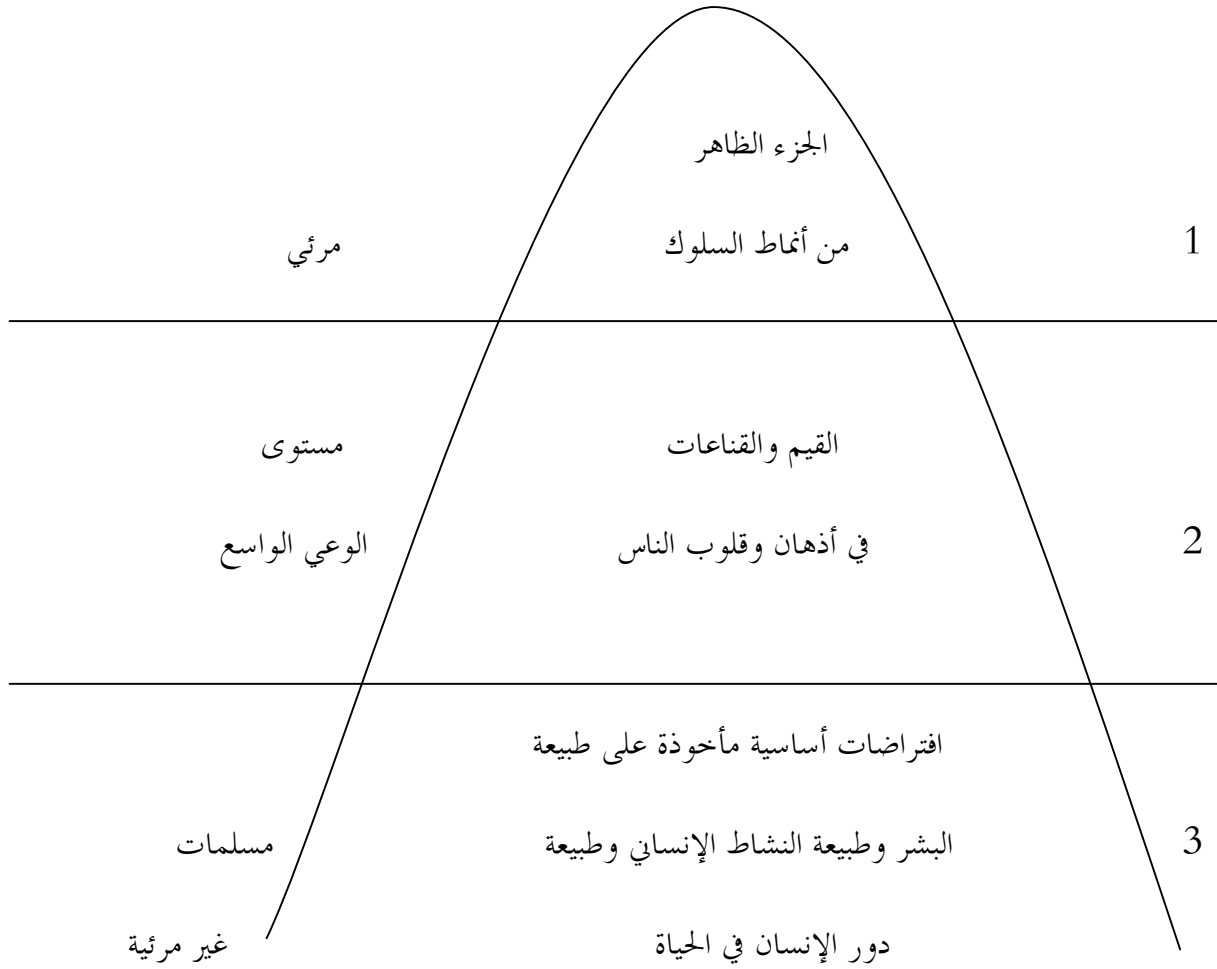 الجزء الظاهر
1 من أنماط السلوك مرئي
القيم والقناعات مستوى
2 في أذهان وقلوب الناس الوعي الواسع
افتراضات أساسية مأخوذة على طبيعة
3 البشر وطبيعة النشاط الإنساني وطبيعة مسلمات
دور الإنسان في الحياة غير مرئية